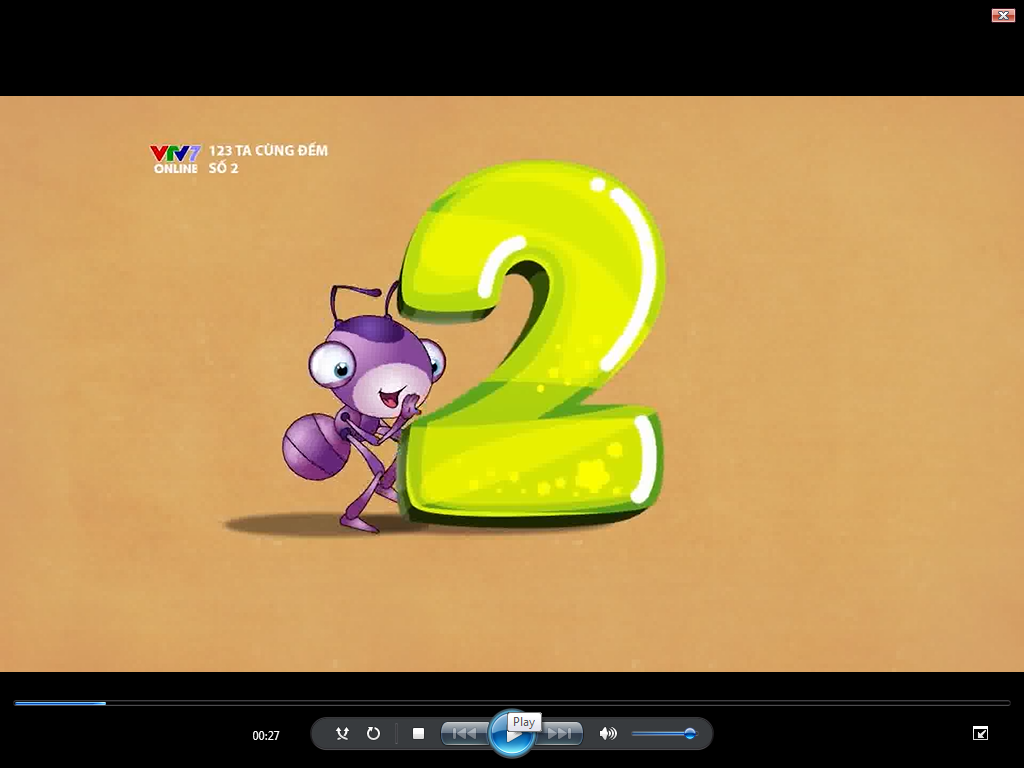 VTV7 123 TA CÙNG ĐẾM
ONLINE SỐ 2
2
00:27
Play